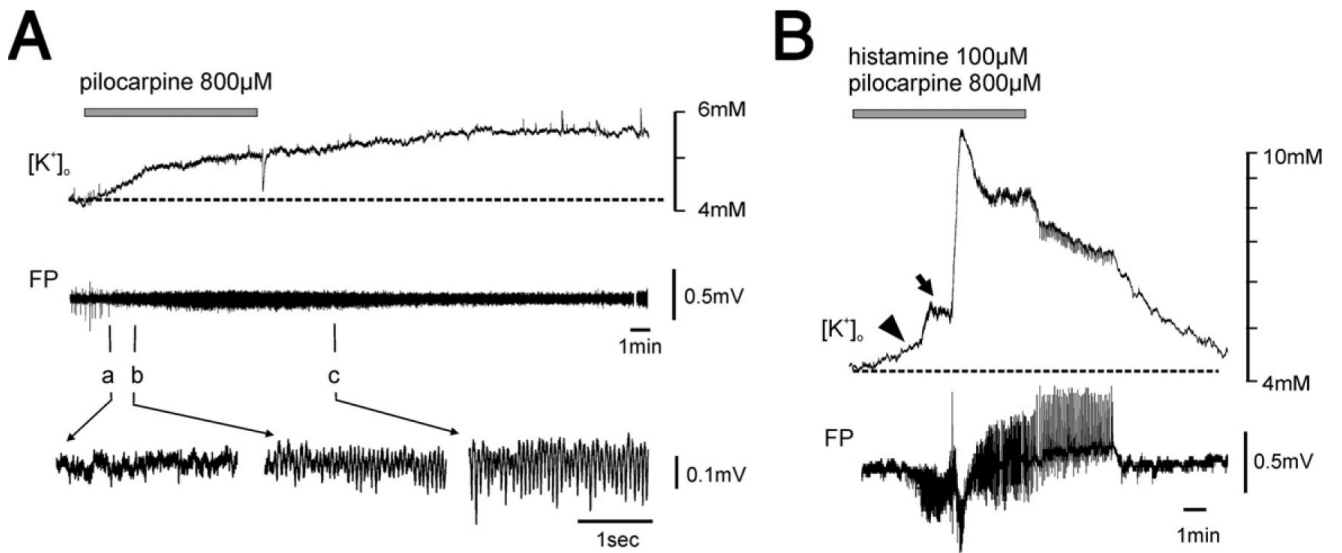 A
pilocarpine 800µM
[K⁺]ₒ
6mM
4mM
FP
0.5mV
1min
a
b
c
0.1mV
1sec
B
histamine 100µM
pilocarpine 800µM
[K⁺]ₒ
10mM
4mM
FP
0.5mV
1min